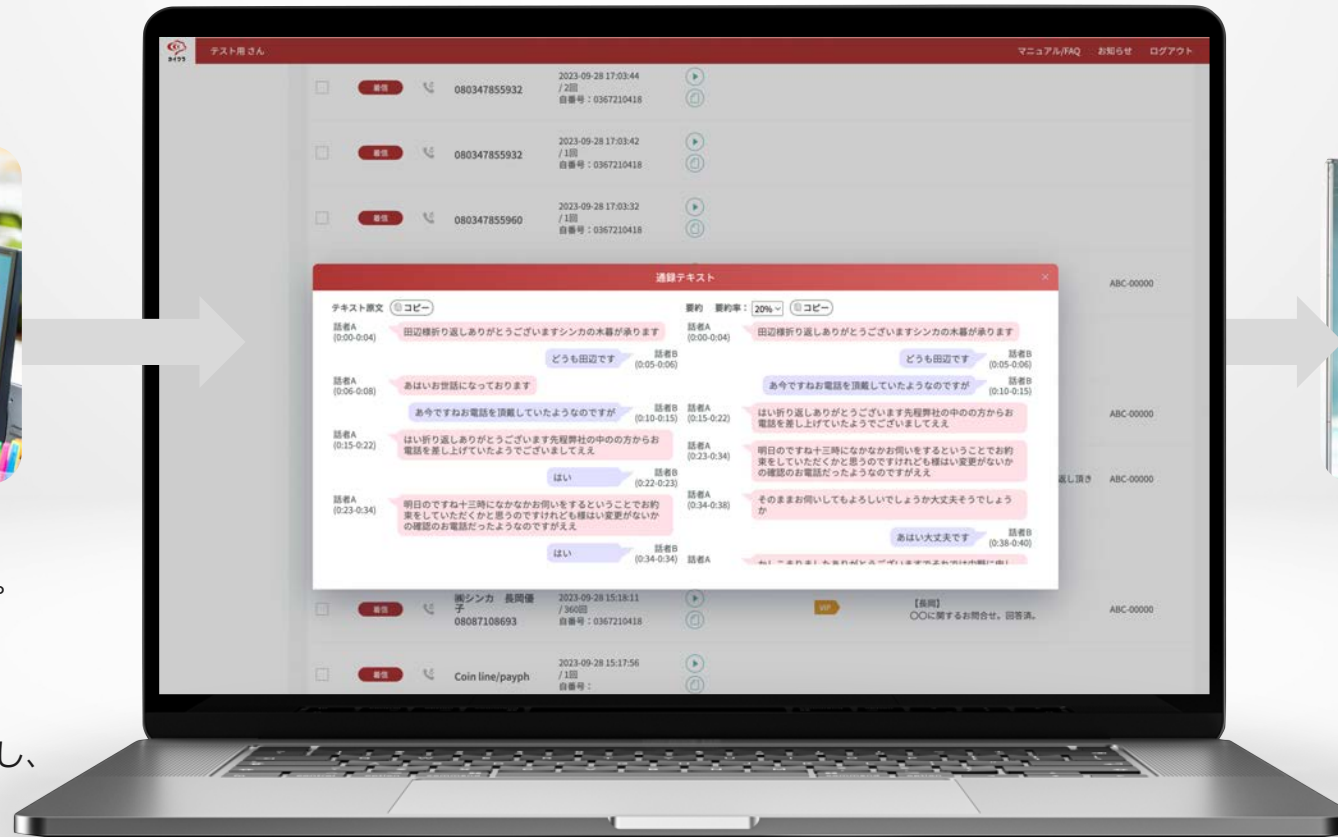 カイクラ
テスト用 さん
マニュアル/FAQ お知らせ ログアウト
着信
080347855932
2023-09-28 17:03:44
/ 2回
自番号：0367210418
着信
080347855932
2023-09-28 17:03:42
/ 1回
自番号：0367210418
着信
080347855960
2023-09-28 17:03:32
/ 1回
自番号：0367210418
通録テキスト
×
ABC-00000
テキスト原文 コピー
話者A
(0:00-0:04)
田辺様折り返しありがとうございますシンカの木暮が承ります
どうも田辺です
話者B
(0:05-0:06)
話者A
(0:06-0:08)
あはいお世話になっております
あ今ですねお電話を頂戴していたようなのですが
話者B
(0:10-0:15)
話者A
(0:15-0:22)
はい折り返しありがとうございます先程弊社の中のの方からお
電話を差し上げていたようでございましてええ
はい
話者B
(0:22-0:23)
話者A
(0:23-0:34)
明日のですね十三時になかなかお伺いをするということでお約
束をしていただくかと思うのですけれども様はい変更がないか
の確認のお電話だったようなのですがええ
はい
話者B
(0:34-0:34)
要約 要約率： 20% コピー
話者A
(0:00-0:04)
田辺様折り返しありがとうございますシンカの木暮が承ります
どうも田辺です
話者B
(0:05-0:06)
あ今ですねお電話を頂戴していたようなのですが
話者B
(0:10-0:15)
話者A
(0:15-0:22)
はい折り返しありがとうございます先程弊社の中のの方からお
電話を差し上げていたようでございましてええ
話者A
(0:23-0:34)
明日のですね十三時になかなかお伺いをするということでお約
束をしていただくかと思うのですけれども様はい変更がないか
の確認のお電話だったようなのですがええ
話者A
(0:34-0:38)
そのままお伺いしてもよろしいでしょうか大丈夫そうでしょう
か
あはい大丈夫です
話者B
(0:38-0:40)
話者A
ABC-00000
返し頂き ABC-00000
着信
㈱シンカ 長岡優
子
08087108693
2023-09-28 15:18:11
/ 360回
自番号：0367210418
VIP
【長岡】
〇〇に関するお問合せ。回答済。
ABC-00000
着信
Coin line/payph
2023-09-28 15:17:56
/ 1回
自番号：
。
し、